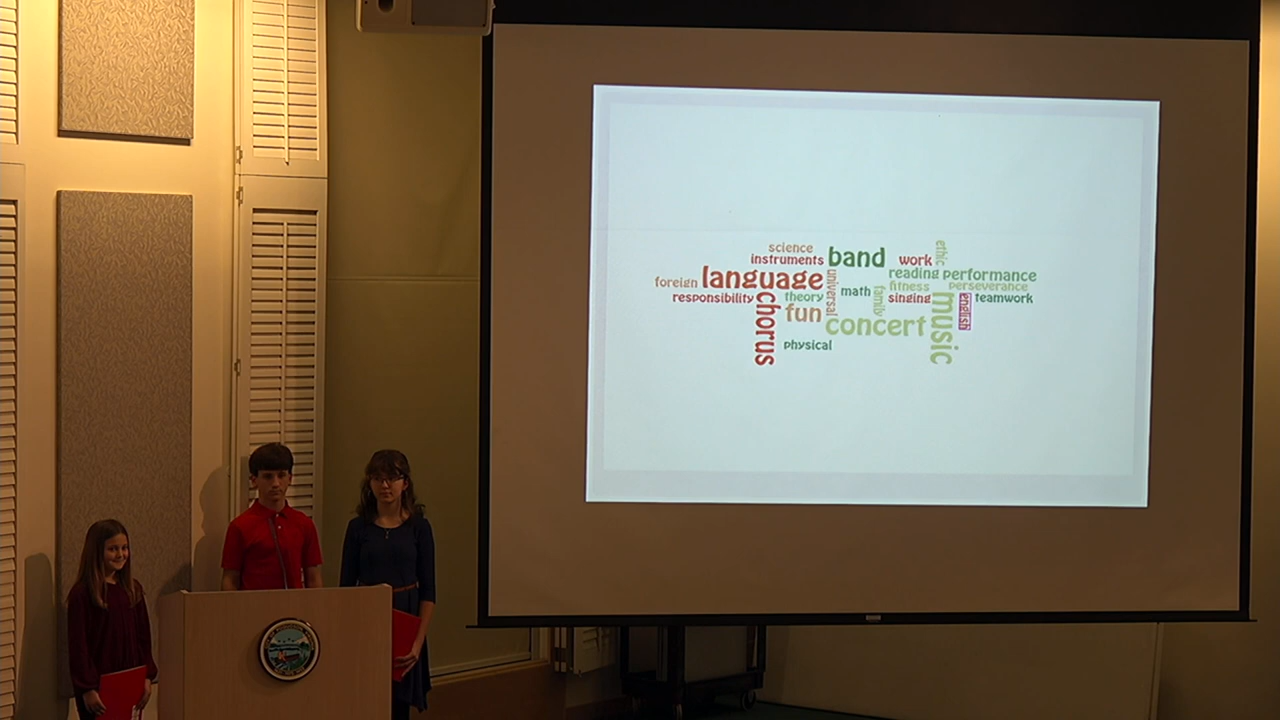 science
instruments
band
work
ethic
foreign
language
universal
reading
performance
responsibility
theory
math
family
fitness
perseverance
singing
teamwork
chorus
fun
concert
music
english
physical